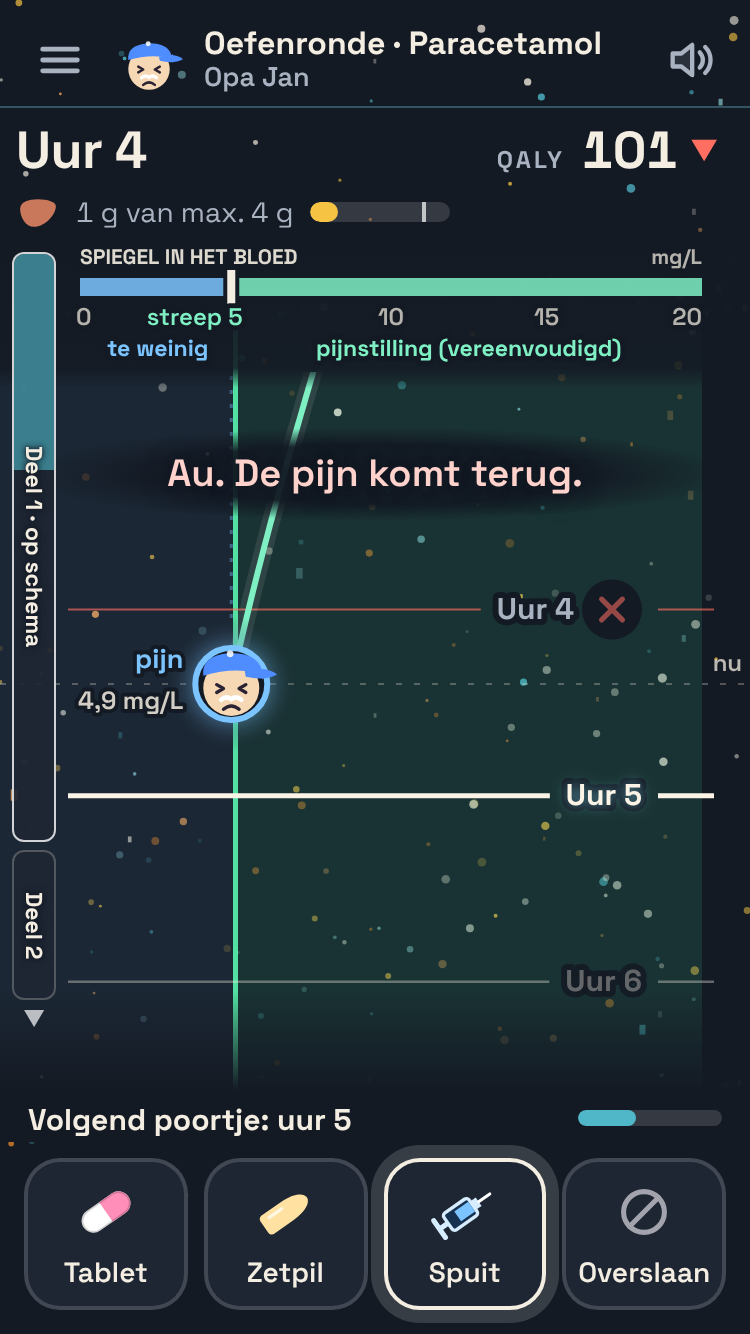 Oefenronde · Paracetamol
Opa Jan
Uur 4
QALY 101
1 g van max. 4 g
SPIEGEL IN HET BLOED
mg/L
0
streep 5
10
15
20
te weinig
pijnstilling (vereenvoudigd)
Au. De pijn komt terug.
Deel 1 · op schema
Uur 4
pijn
nu
4,9 mg/L
Uur 5
Deel 2
Uur 6
Volgend poortje: uur 5
Tablet
Zetpil
Spuit
Overslaan